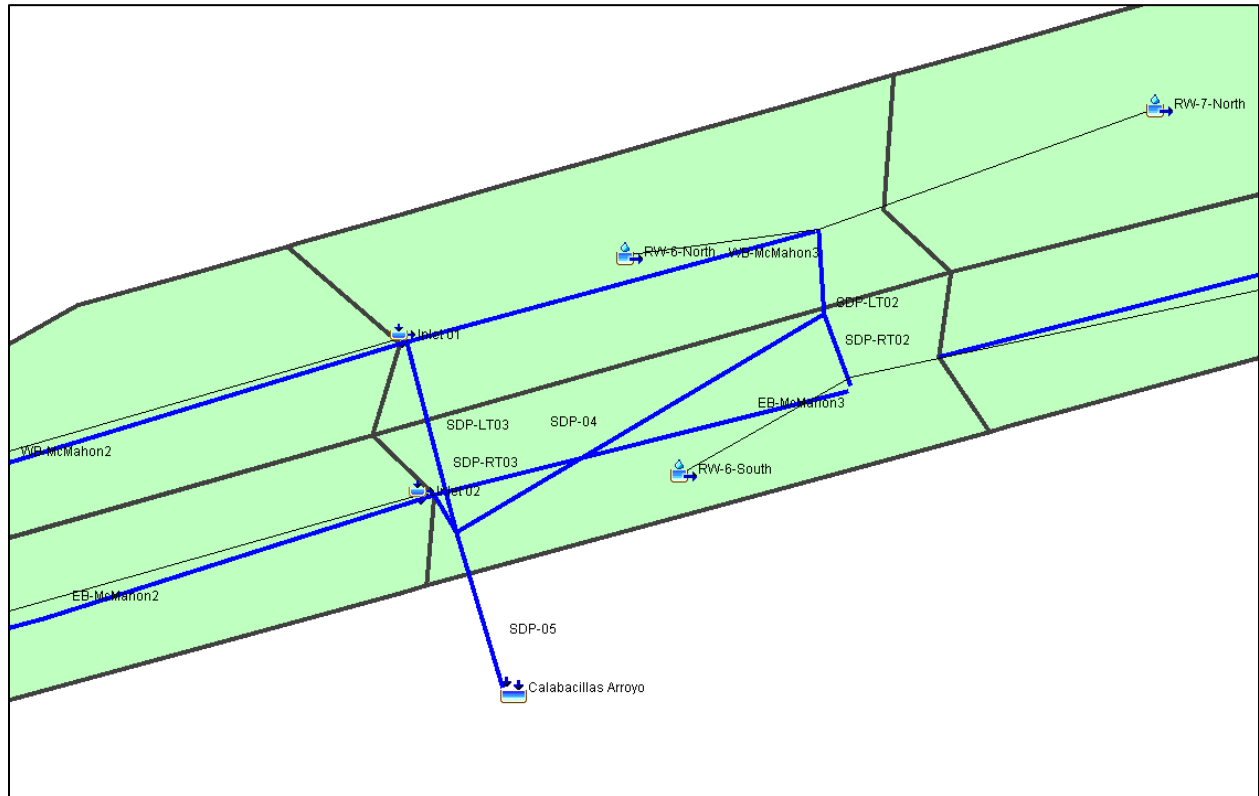 RW-7-North
RW-6-North
WB-McMahon3
SDP-LT02
Inlet 01
SDP-RT02
EB-McMahon3
SDP-LT03
SDP-04
WB-McMahon2
SDP-RT03
RW-6-South
Inlet 02
EB-McMahon2
SDP-05
Calabacillas Arroyo